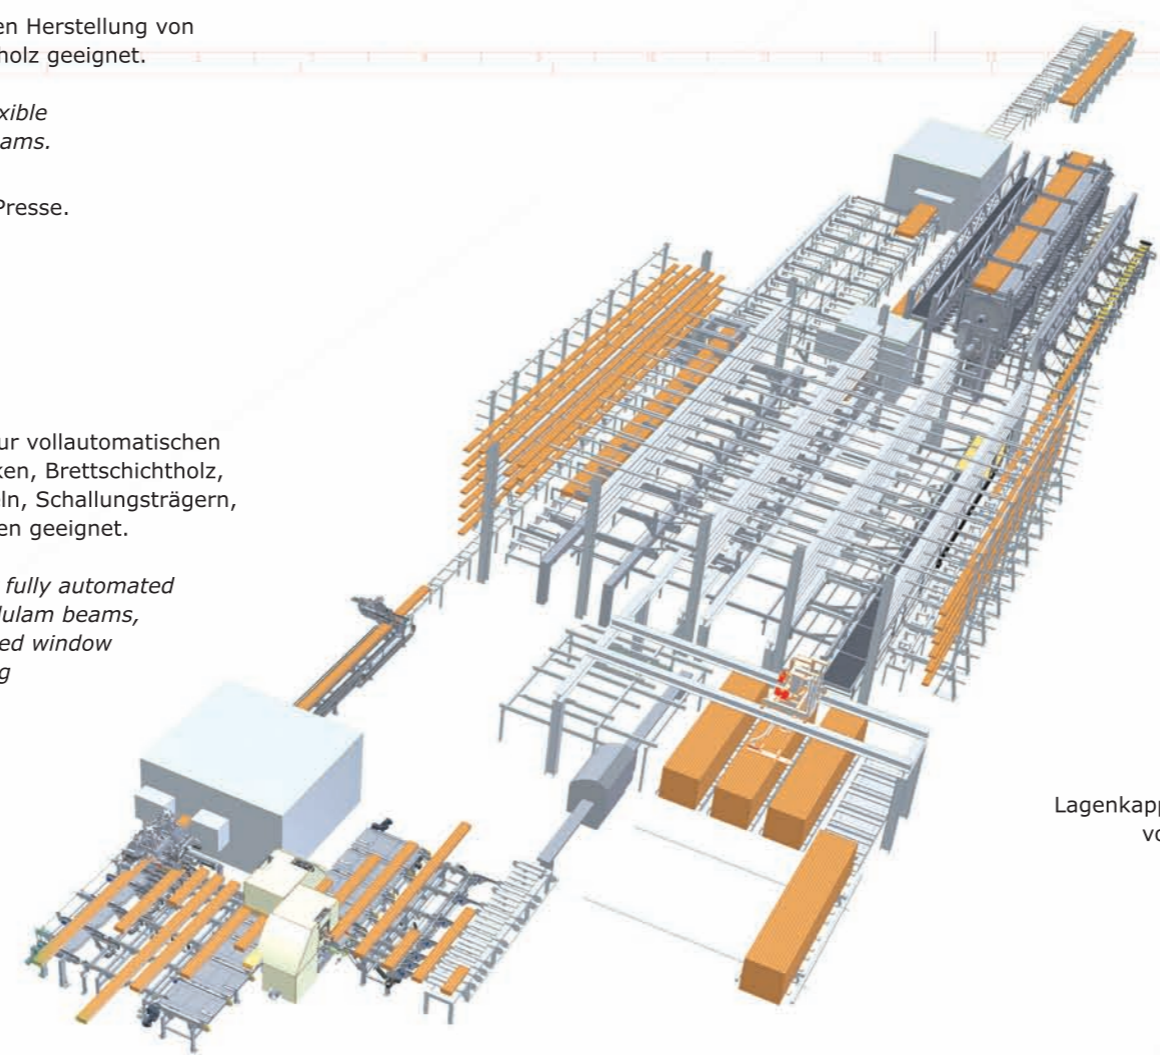 en Herstellung von
holz geeignet.
xible
ams.
Presse.
ur vollautomatischen
ken, Brettschichtholz,
eln, Schallungsträgern,
en geeignet.
fully automated
lulam beams,
ed window
g
Lagenkapp
vo